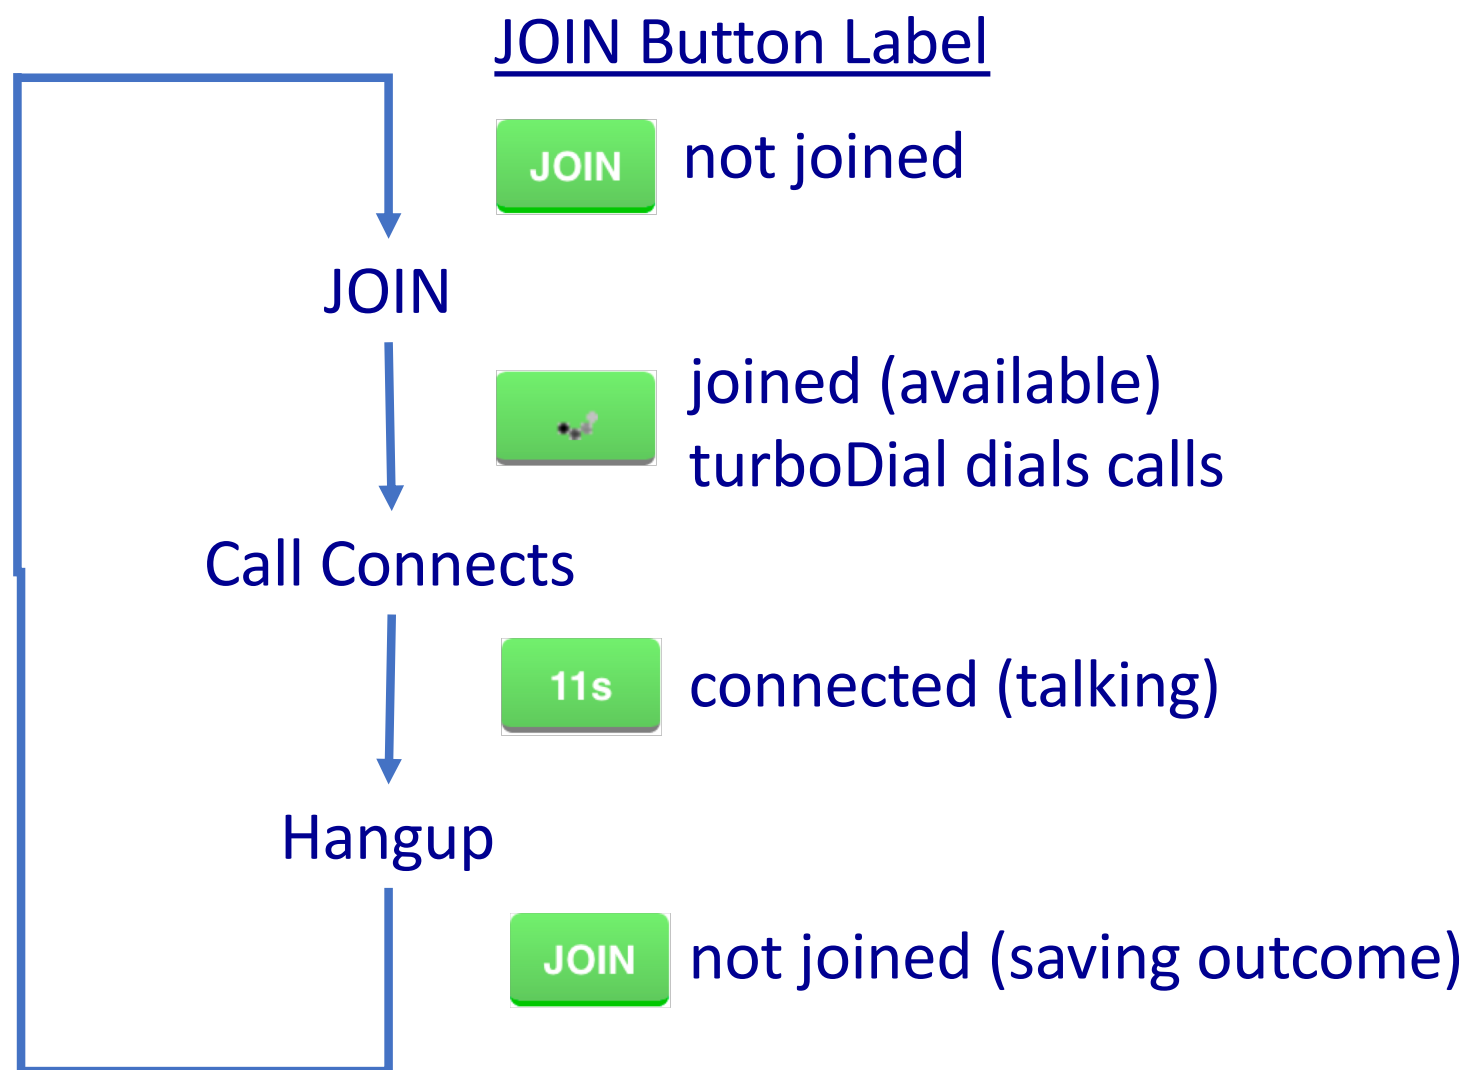 JOIN Button Label
JOIN not joined
JOIN
joined (available)
turboDial dials calls
Call Connects
11s connected (talking)
Hangup
JOIN not joined (saving outcome)